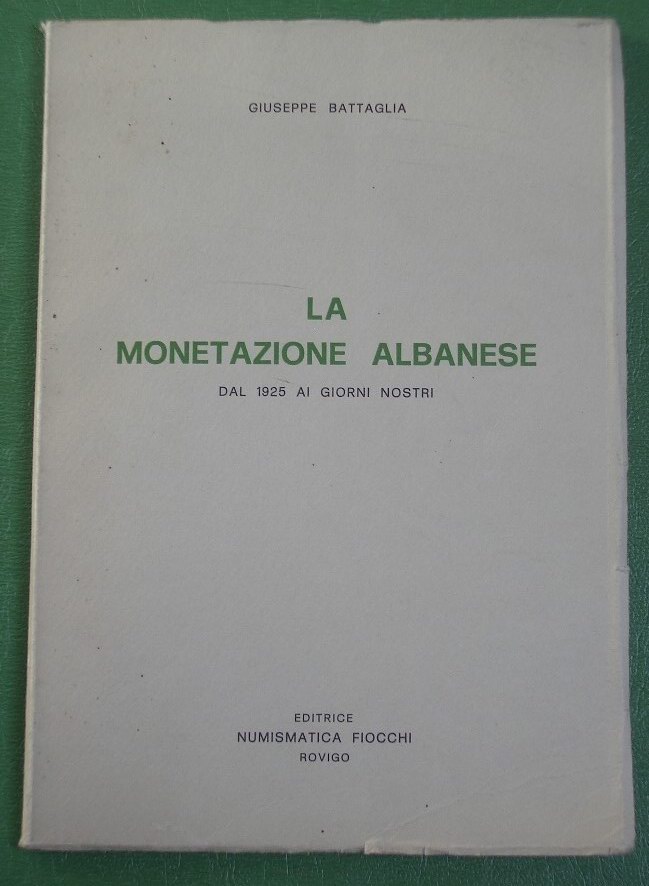 GIUSEPPE BATTAGLIA
LA
MONETAZIONE ALBANESE
DAL 1925 AI GIORNI NOSTRI
EDITRICE
NUMISMATICA FIOCCHI
ROVIGO